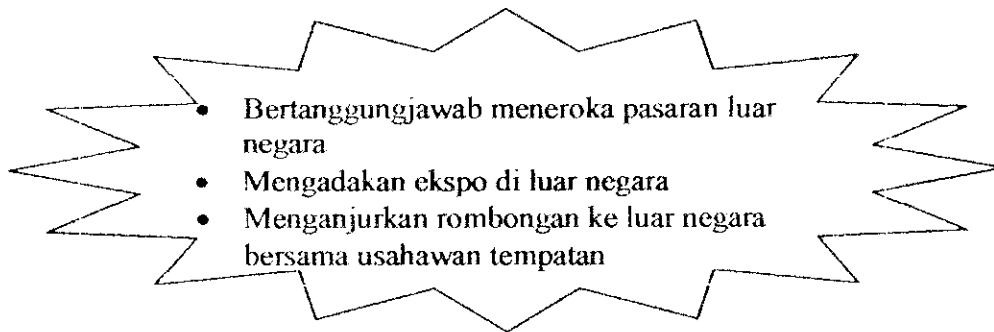 • Bertanggungjawab meneroka pasaran luar
negara
• Mengadakan ekspo di luar negara
• Menganjurkan rombongan ke luar negara
bersama usahawan tempatan